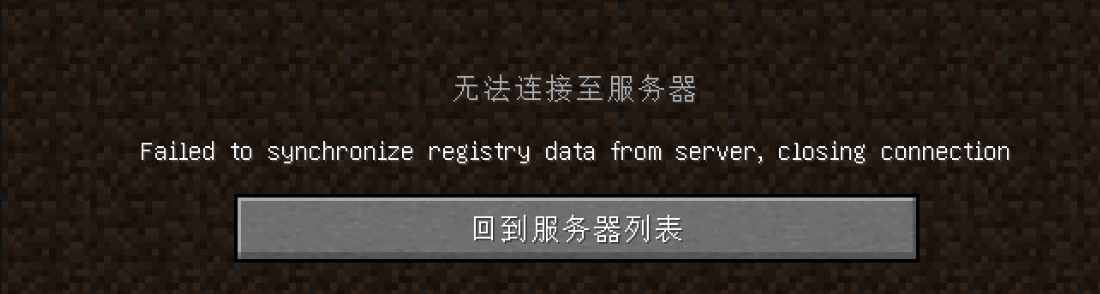 无法连接至服务器
Failed to synchronize registry data from server, closing connection
回到服务器列表